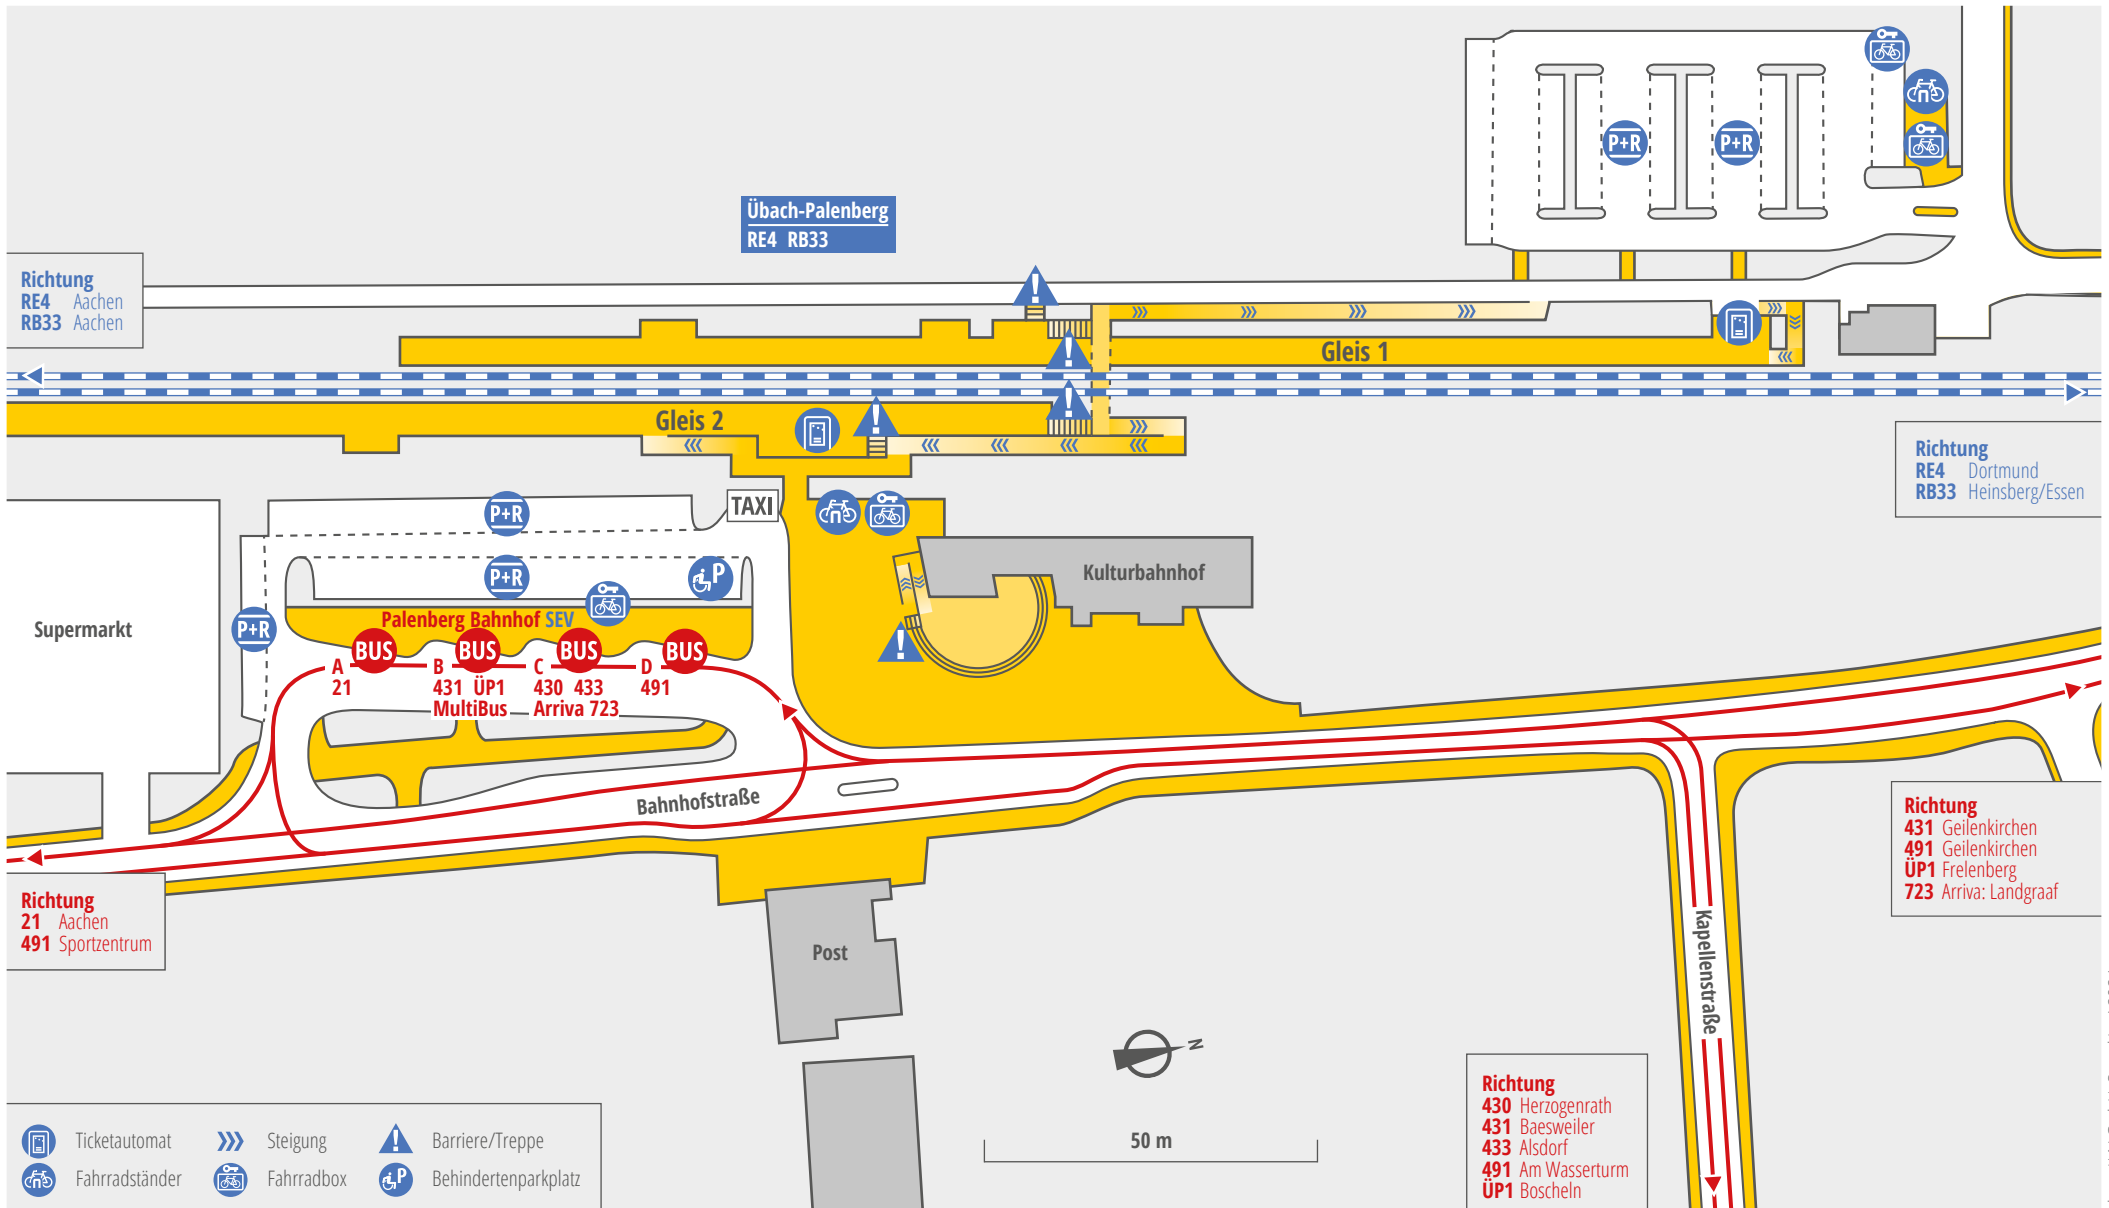 Übach-Palenberg
RE4 RB33
P+R
P+R
Richtung
RE4 Aachen
RB33 Aachen
Gleis 1
Gleis 2
Richtung
RE4 Dortmund
RB33 Heinsberg/Essen
TAXI
P+R
P+R
P
P+R
Supermarkt
Kulturbahnhof
Palenberg Bahnhof SEV
BUS BUS BUS BUS
A B C D
21 431 ÜP1 430 433 491
MultiBus Arriva 723
Bahnhofstraße
Richtung
431 Geilenkirchen
491 Geilenkirchen
ÜP1 Frelenberg
723 Arriva: Landgraaf
Richtung
21 Aachen
491 Sportzentrum
Post
Kapellenstraße
N
Richtung
430 Herzogenrath
431 Baesweiler
433 Alsdorf
491 Am Wasserturm
ÜP1 Boscheln
50 m
Ticketautomat Steigung Barriere/Treppe
Fahrradständer Fahrradbox P Behindertenparkplatz